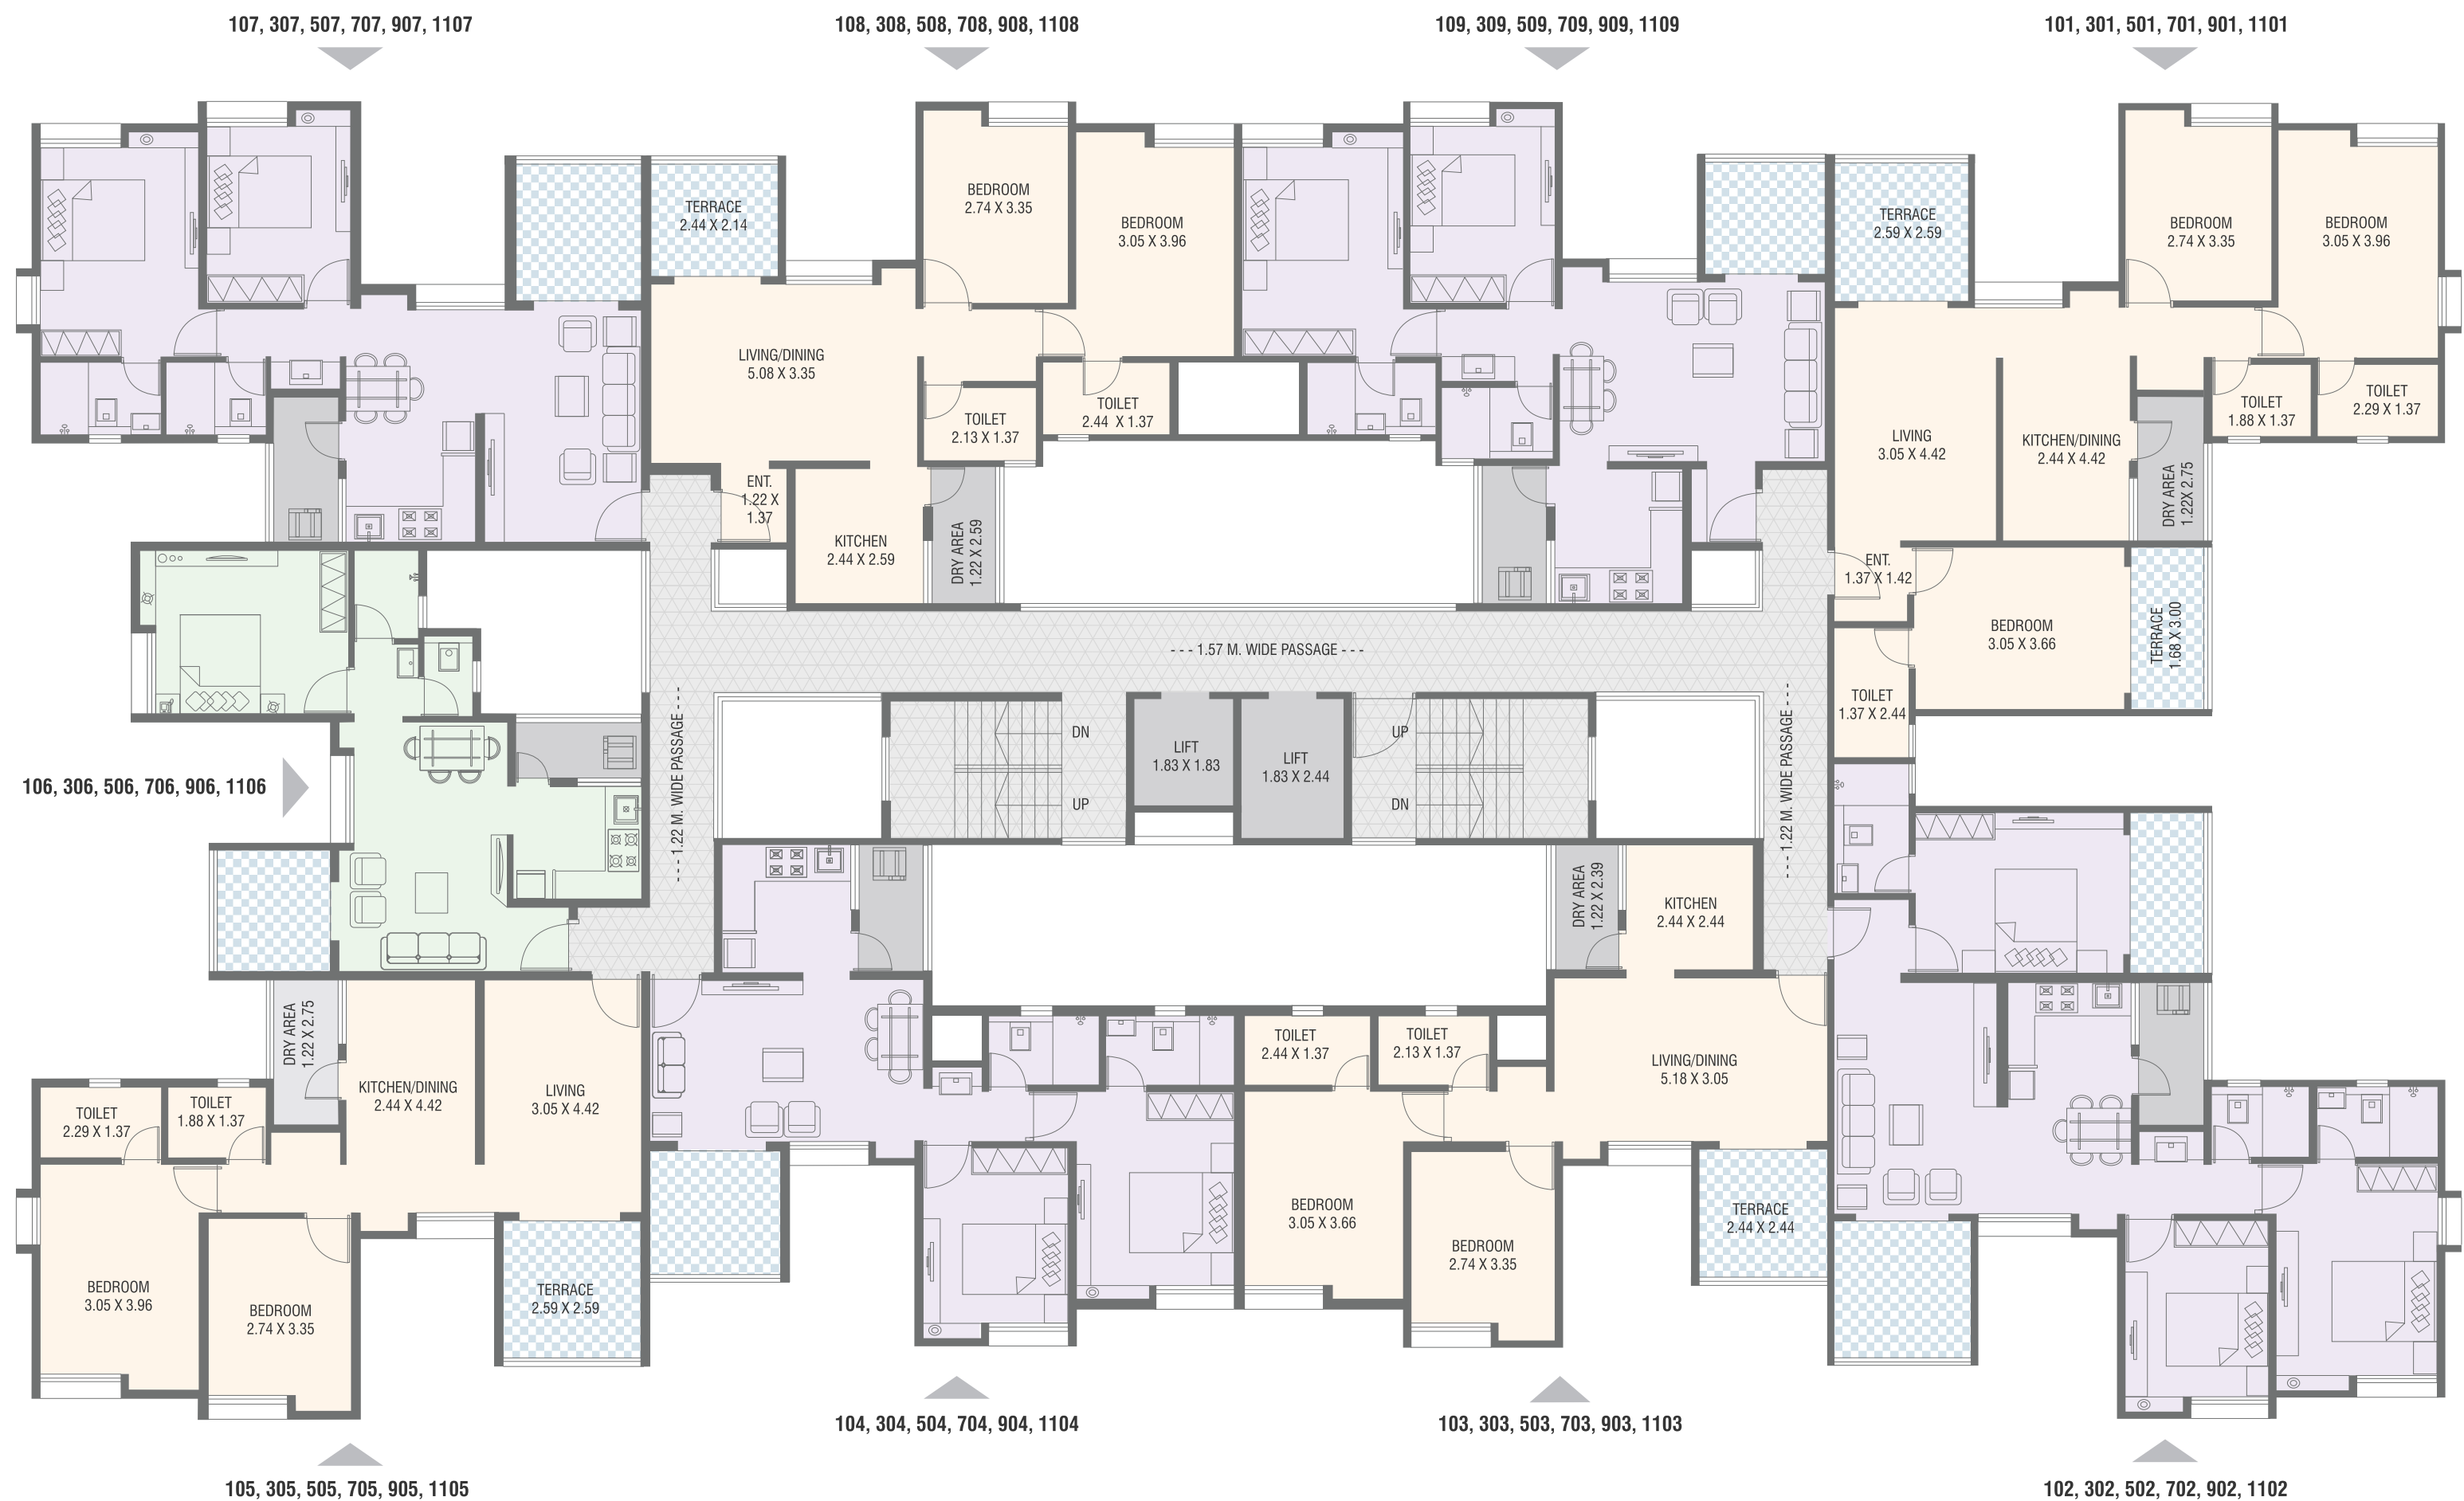 107, 307, 507, 707, 907, 1107
108, 308, 508, 708, 908, 1108
109, 309, 509, 709, 909, 1109
101, 301, 501, 701, 901, 1101
TERRACE
2.44 X 2.14
BEDROOM
2.74 X 3.35
BEDROOM
3.05 X 3.96
TERRACE
2.59 X 2.59
BEDROOM
2.74 X 3.35
BEDROOM
3.05 X 3.96
LIVING/DINING
5.08 X 3.35
TOILET
2.13 X 1.37
TOILET
2.44 X 1.37
LIVING
3.05 X 4.42
KITCHEN/DINING
2.44 X 4.42
TOILET
1.88 X 1.37
TOILET
2.29 X 1.37
DRY AREA
1.22X 2.75
ENT.
1.22 X
1.37
KITCHEN
2.44 X 2.59
DRY AREA
1.22 X 2.59
ENT.
1.37 X 1.42
BEDROOM
3.05 X 3.66
TERRACE
1.68 X 3.00
- - - 1.57 M. WIDE PASSAGE - - -
TOILET
1.37 X 2.44
- - - 1.22 M. WIDE PASSAGE - - -
DN
UP
LIFT
1.83 X 1.83
LIFT
1.83 X 2.44
UP
DN
- - - 1.22 M. WIDE PASSAGE - - -
106, 306, 506, 706, 906, 1106
DRY AREA
1.22 X 2.39
KITCHEN
2.44 X 2.44
DRY AREA
1.22 X 2.75
TOILET
2.29 X 1.37
TOILET
1.88 X 1.37
KITCHEN/DINING
2.44 X 4.42
LIVING
3.05 X 4.42
TOILET
2.44 X 1.37
TOILET
2.13 X 1.37
LIVING/DINING
5.18 X 3.05
BEDROOM
3.05 X 3.96
BEDROOM
2.74 X 3.35
TERRACE
2.59 X 2.59
BEDROOM
3.05 X 3.66
BEDROOM
2.74 X 3.35
TERRACE
2.44 X 2.44
104, 304, 504, 704, 904, 1104
103, 303, 503, 703, 903, 1103
105, 305, 505, 705, 905, 1105
102, 302, 502, 702, 902, 1102